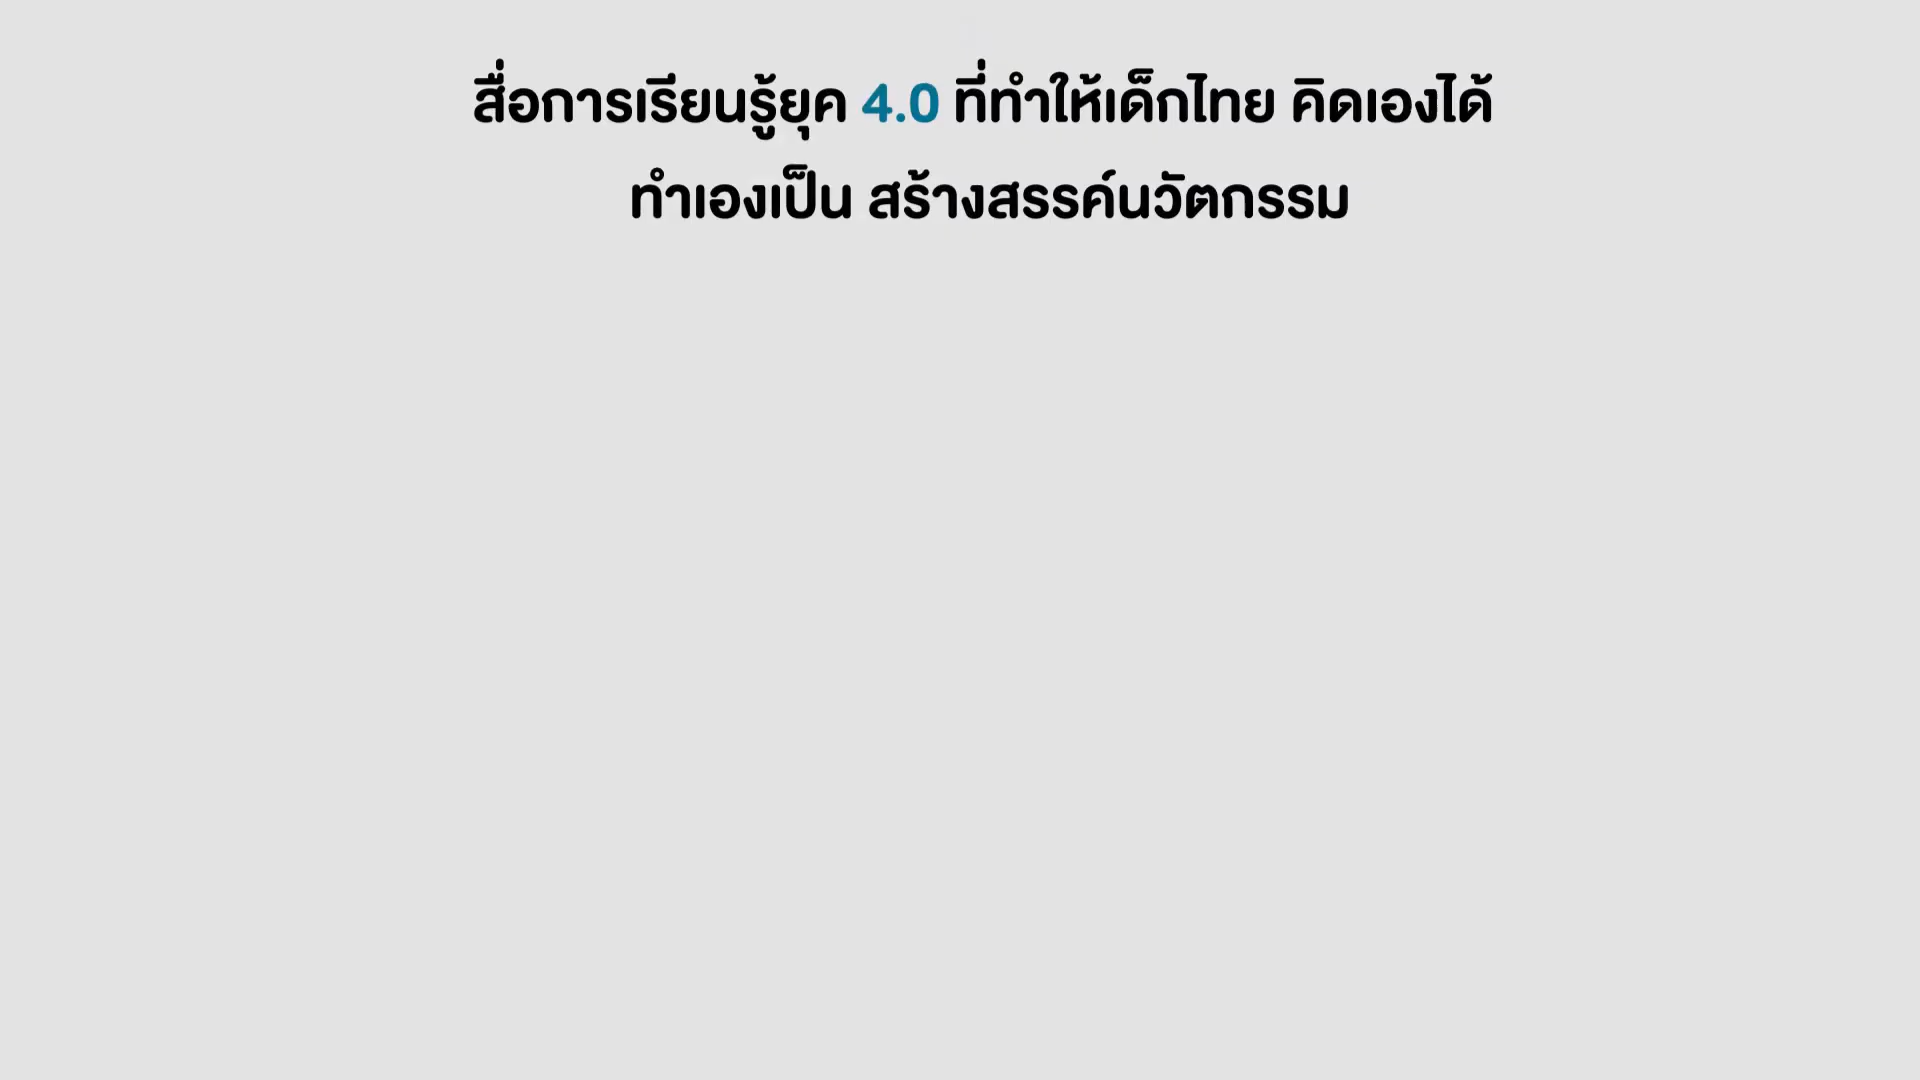 สื่อการเรียนรู้ยุค 4.0 ที่ทำให้เด็กไทย คิดเองได้
ทำเองเป็น สร้างสรรค์นวัตกรรม